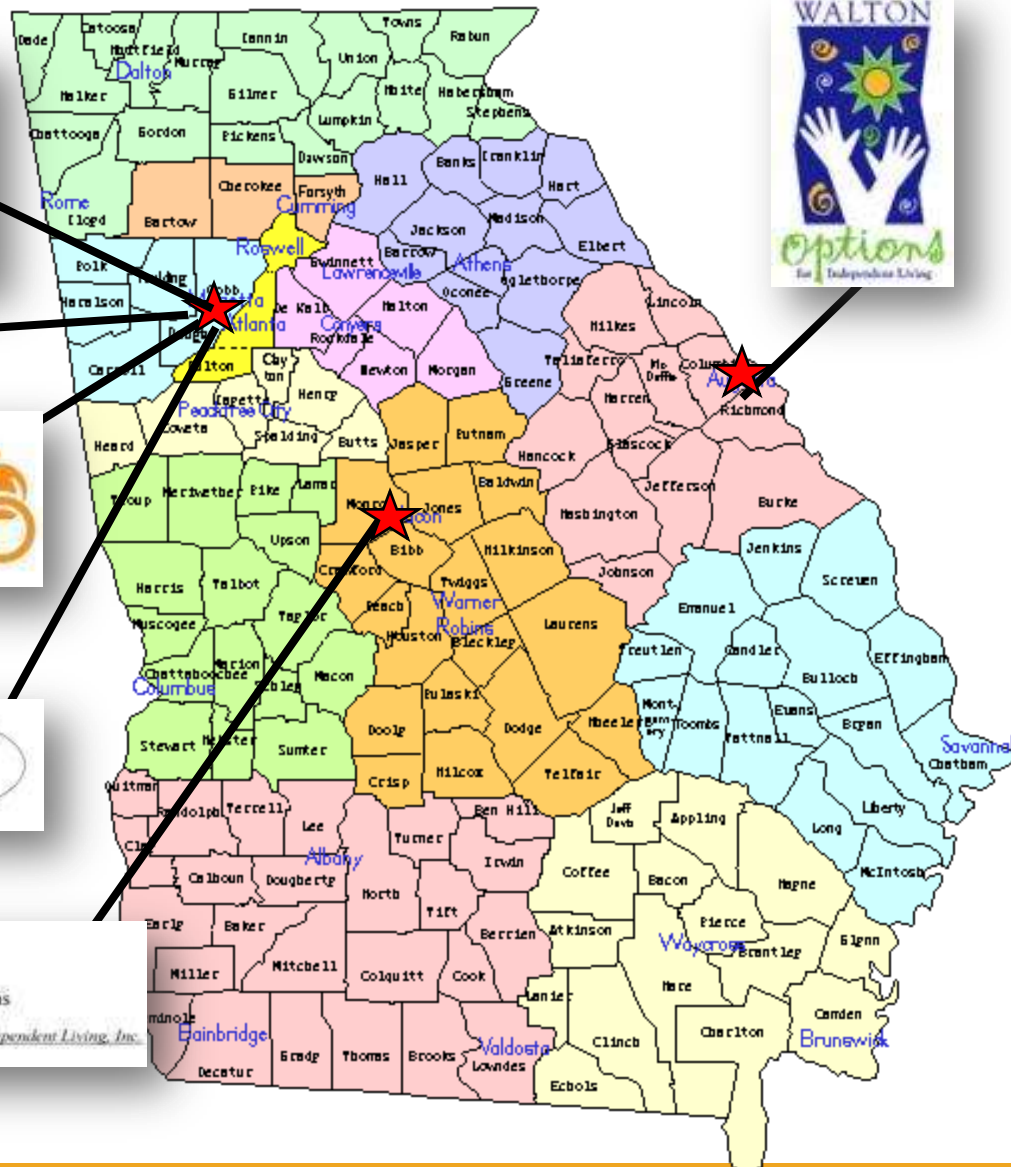 WALTON
Options
for Independent Living
Dade
Catoosa
Murray
Dalton
Walker
Chattooga
Gordon
Fannin
Gilmer
Pickens
Union
Towns
Rabun
White
Habersham
Stephens
Lumpkin
Dawson
Rome
Floyd
Bartow
Cherokee
Forsyth
Cumming
Hall
Banks
Franklin
Hart
Madison
Jackson
Elbert
Barrow
Athens
Oglethorpe
Oconee
Greene
Roswell
Gwinnett
Lawrenceville
Polk
Haralson
Carroll
Atlanta
De Kalb
Conyers
Rockdale
Walton
Newton
Morgan
Clay
ton
Henry
Peachtree City
Spalding
Butts
Heard
Wilkes
Lincoln
Taliaferro
Mc
Duffie
Warren
Richmond
Glascock
Hancock
Jefferson
Burke
Washington
Johnson
Jasper
Putnam
Baldwin
Jones
Bibb
Wilkinson
Twiggs
Peach
Warner
Robins
Houston
Bleckley
Laurens
Pulaski
Dooly
Dodge
Wheeler
Crisp
Wilcox
Telfair
Troup
Meriwether
Pike
Lamar
Upson
Harris
Talbot
Taylor
Muscogee
Chattahoochee
Marion
Macon
Columbus
Stewart
Sumter
Jenkins
Screven
Emanuel
Treutlen
Candler
Bulloch
Effingham
Evans
Bryan
Toombs
Tattnall
Savannah
Chatham
Long
Liberty
McIntosh
Quitman
Randolph
Terrell
Lee
Albany
Calhoun
Dougherty
Early
Baker
Miller
Mitchell
Bainbridge
Decatur
Grady
Thomas
Brooks
Valdosta
Lowndes
Turner
Ben Hill
Irwin
Worth
Tift
Berrien
Colquitt
Cook
Jeff
Davis
Appling
Coffee
Bacon
Wayne
Pierce
Atkinson
Waycross
Brantley
Glynn
Ware
Lanier
Clinch
Charlton
Camden
Brunswick
Echols
pendent Living, Inc.